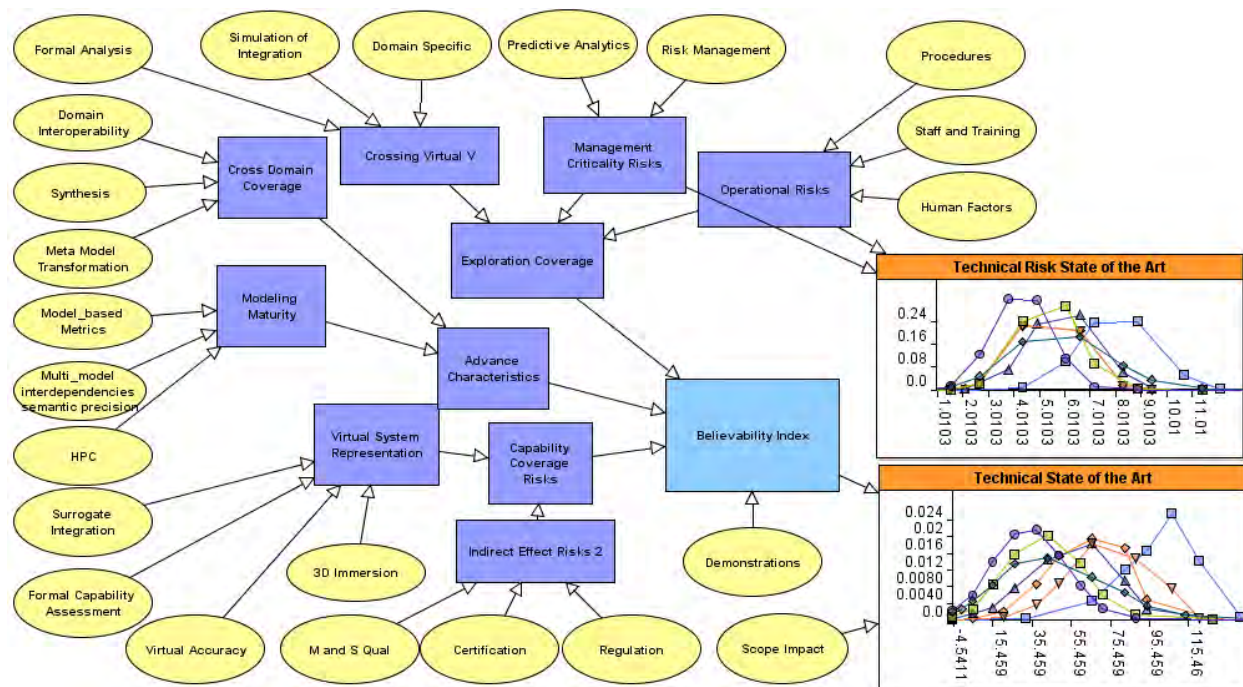 Formal Analysis
Simulation of
Integration
Domain Specific
Predictive Analytics
Risk Management
Procedures
Domain
Interoperability
Staff and Training
Cross Domain
Coverage
Crossing Virtual V
Management
Criticality Risks
Operational Risks
Synthesis
Human Factors
Meta Model
Transformation
Exploration Coverage
Technical Risk State of the Art
Modeling
Maturity
Model_based
Metrics
0.24
0.16
0.08
0.0
1.0103
2.0103
3.0103
4.0103
5.0103
6.0103
7.0103
8.0103
9.0103
10.01
11.01
Advance
Characteristics
Multi_model
interdependencies
semantic precision
Virtual System
Representation
Capability
Coverage
Risks
Believability Index
HPC
Technical State of the Art
Surrogate
Integration
0.024
0.02
0.016
0.012
0.0080
0.0040
0.0
-4.5411
15.459
35.459
55.459
75.459
95.459
115.46
Indirect Effect Risks 2
3D Immersion
Demonstrations
Formal Capability
Assessment
Virtual Accuracy
M and S Qual
Certification
Regulation
Scope Impact